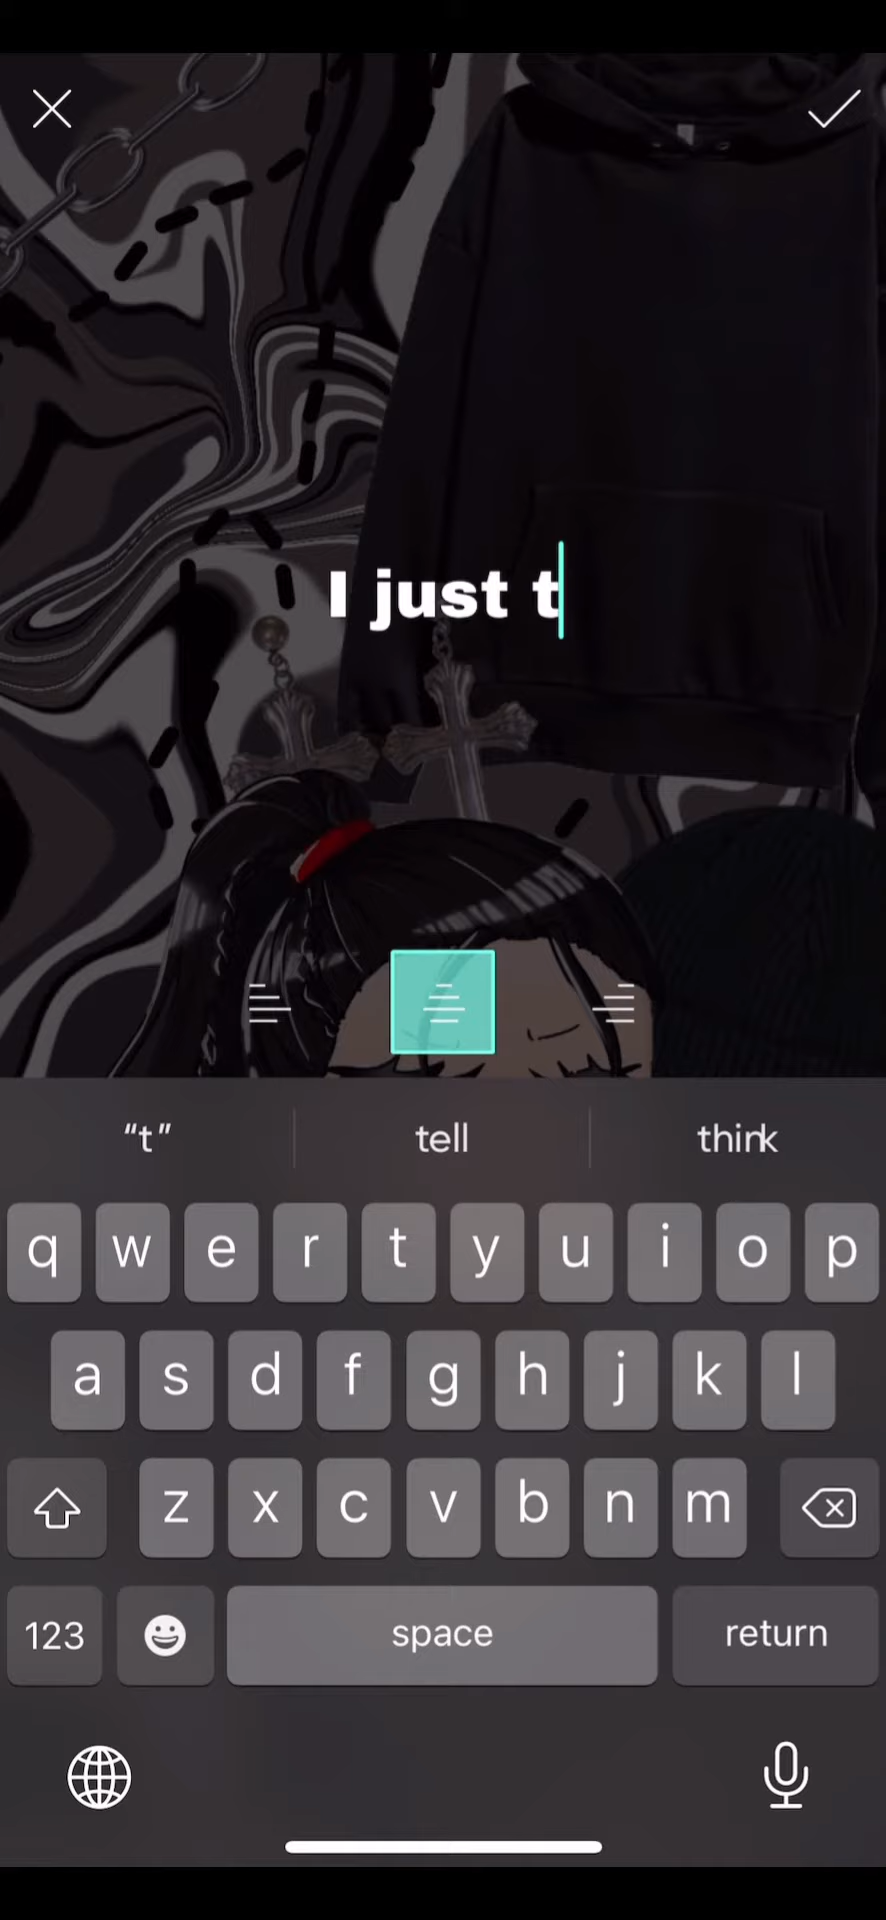 I just t
“t”
tell
think
q w e r t y u i o p
a s d f g h j k l
z x c v b n m
123
space
return